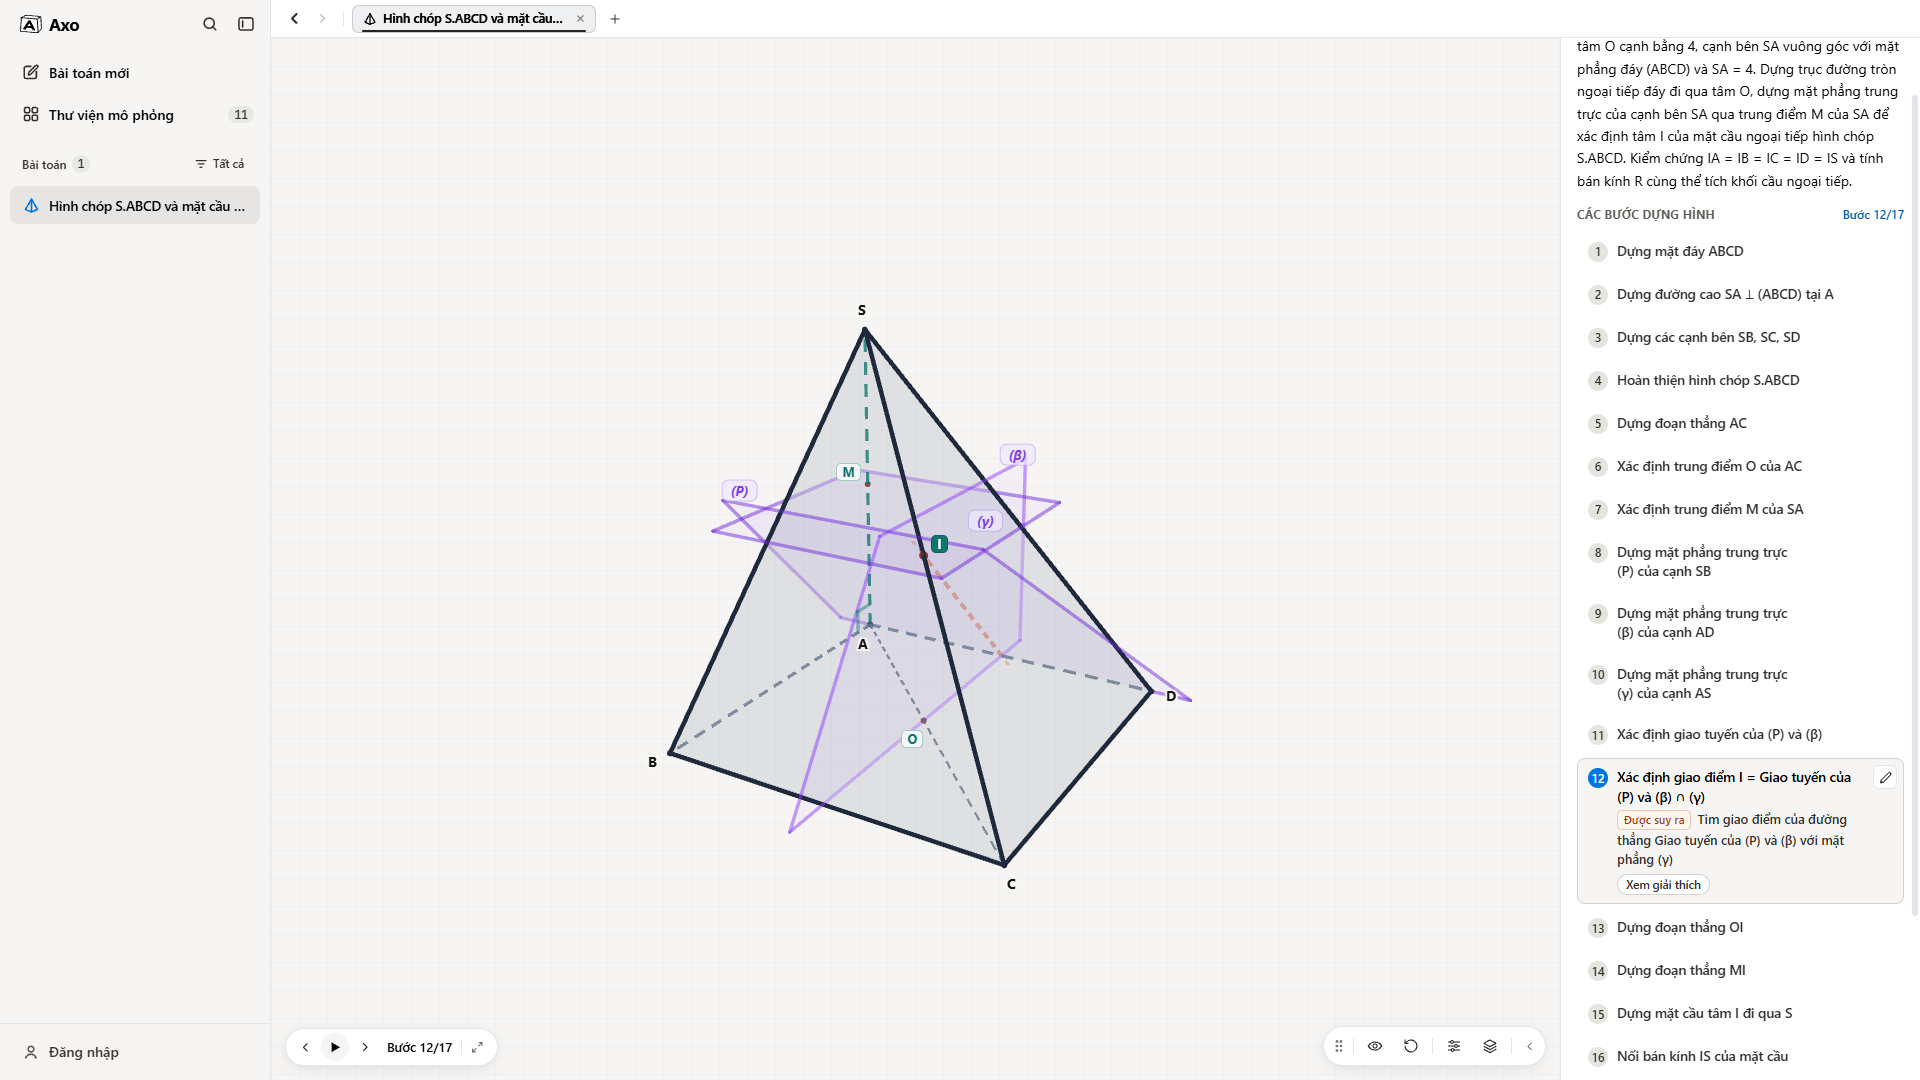 Axo
Bài toán mới
Thư viện mô phỏng 11
Bài toán 1 Tất cả
Hình chóp S.ABCD và mặt cầu ...
Đăng nhập
Hình chóp S.ABCD và mặt cầu...
S
M
(P)
(β)
(γ)
I
A
D
O
B
C
Bước 12/17
tâm O cạnh bằng 4, cạnh bên SA vuông góc với mặt
phẳng đáy (ABCD) và SA = 4. Dựng trục đường tròn
ngoại tiếp đáy đi qua tâm O, dựng mặt phẳng trung
trực của cạnh bên SA qua trung điểm M của SA để
xác định tâm I của mặt cầu ngoại tiếp hình chóp
S.ABCD. Kiểm chứng IA = IB = IC = ID = IS và tính
bán kính R cùng thể tích khối cầu ngoại tiếp.
CÁC BƯỚC DỰNG HÌNH Bước 12/17
1 Dựng mặt đáy ABCD
2 Dựng đường cao SA ⊥ (ABCD) tại A
3 Dựng các cạnh bên SB, SC, SD
4 Hoàn thiện hình chóp S.ABCD
5 Dựng đoạn thẳng AC
6 Xác định trung điểm O của AC
7 Xác định trung điểm M của SA
8 Dựng mặt phẳng trung trực
(P) của cạnh SB
9 Dựng mặt phẳng trung trực
(β) của cạnh AD
10 Dựng mặt phẳng trung trực
(γ) của cạnh AS
11 Xác định giao tuyến của (P) và (β)
12 Xác định giao điểm I = Giao tuyến của
(P) và (β) ∩ (γ)
Được suy ra Tìm giao điểm của đường
thẳng Giao tuyến của (P) và (β) với mặt
phẳng (γ)
Xem giải thích
13 Dựng đoạn thẳng OI
14 Dựng đoạn thẳng MI
15 Dựng mặt cầu tâm I đi qua S
16 Nối bán kính IS của mặt cầu